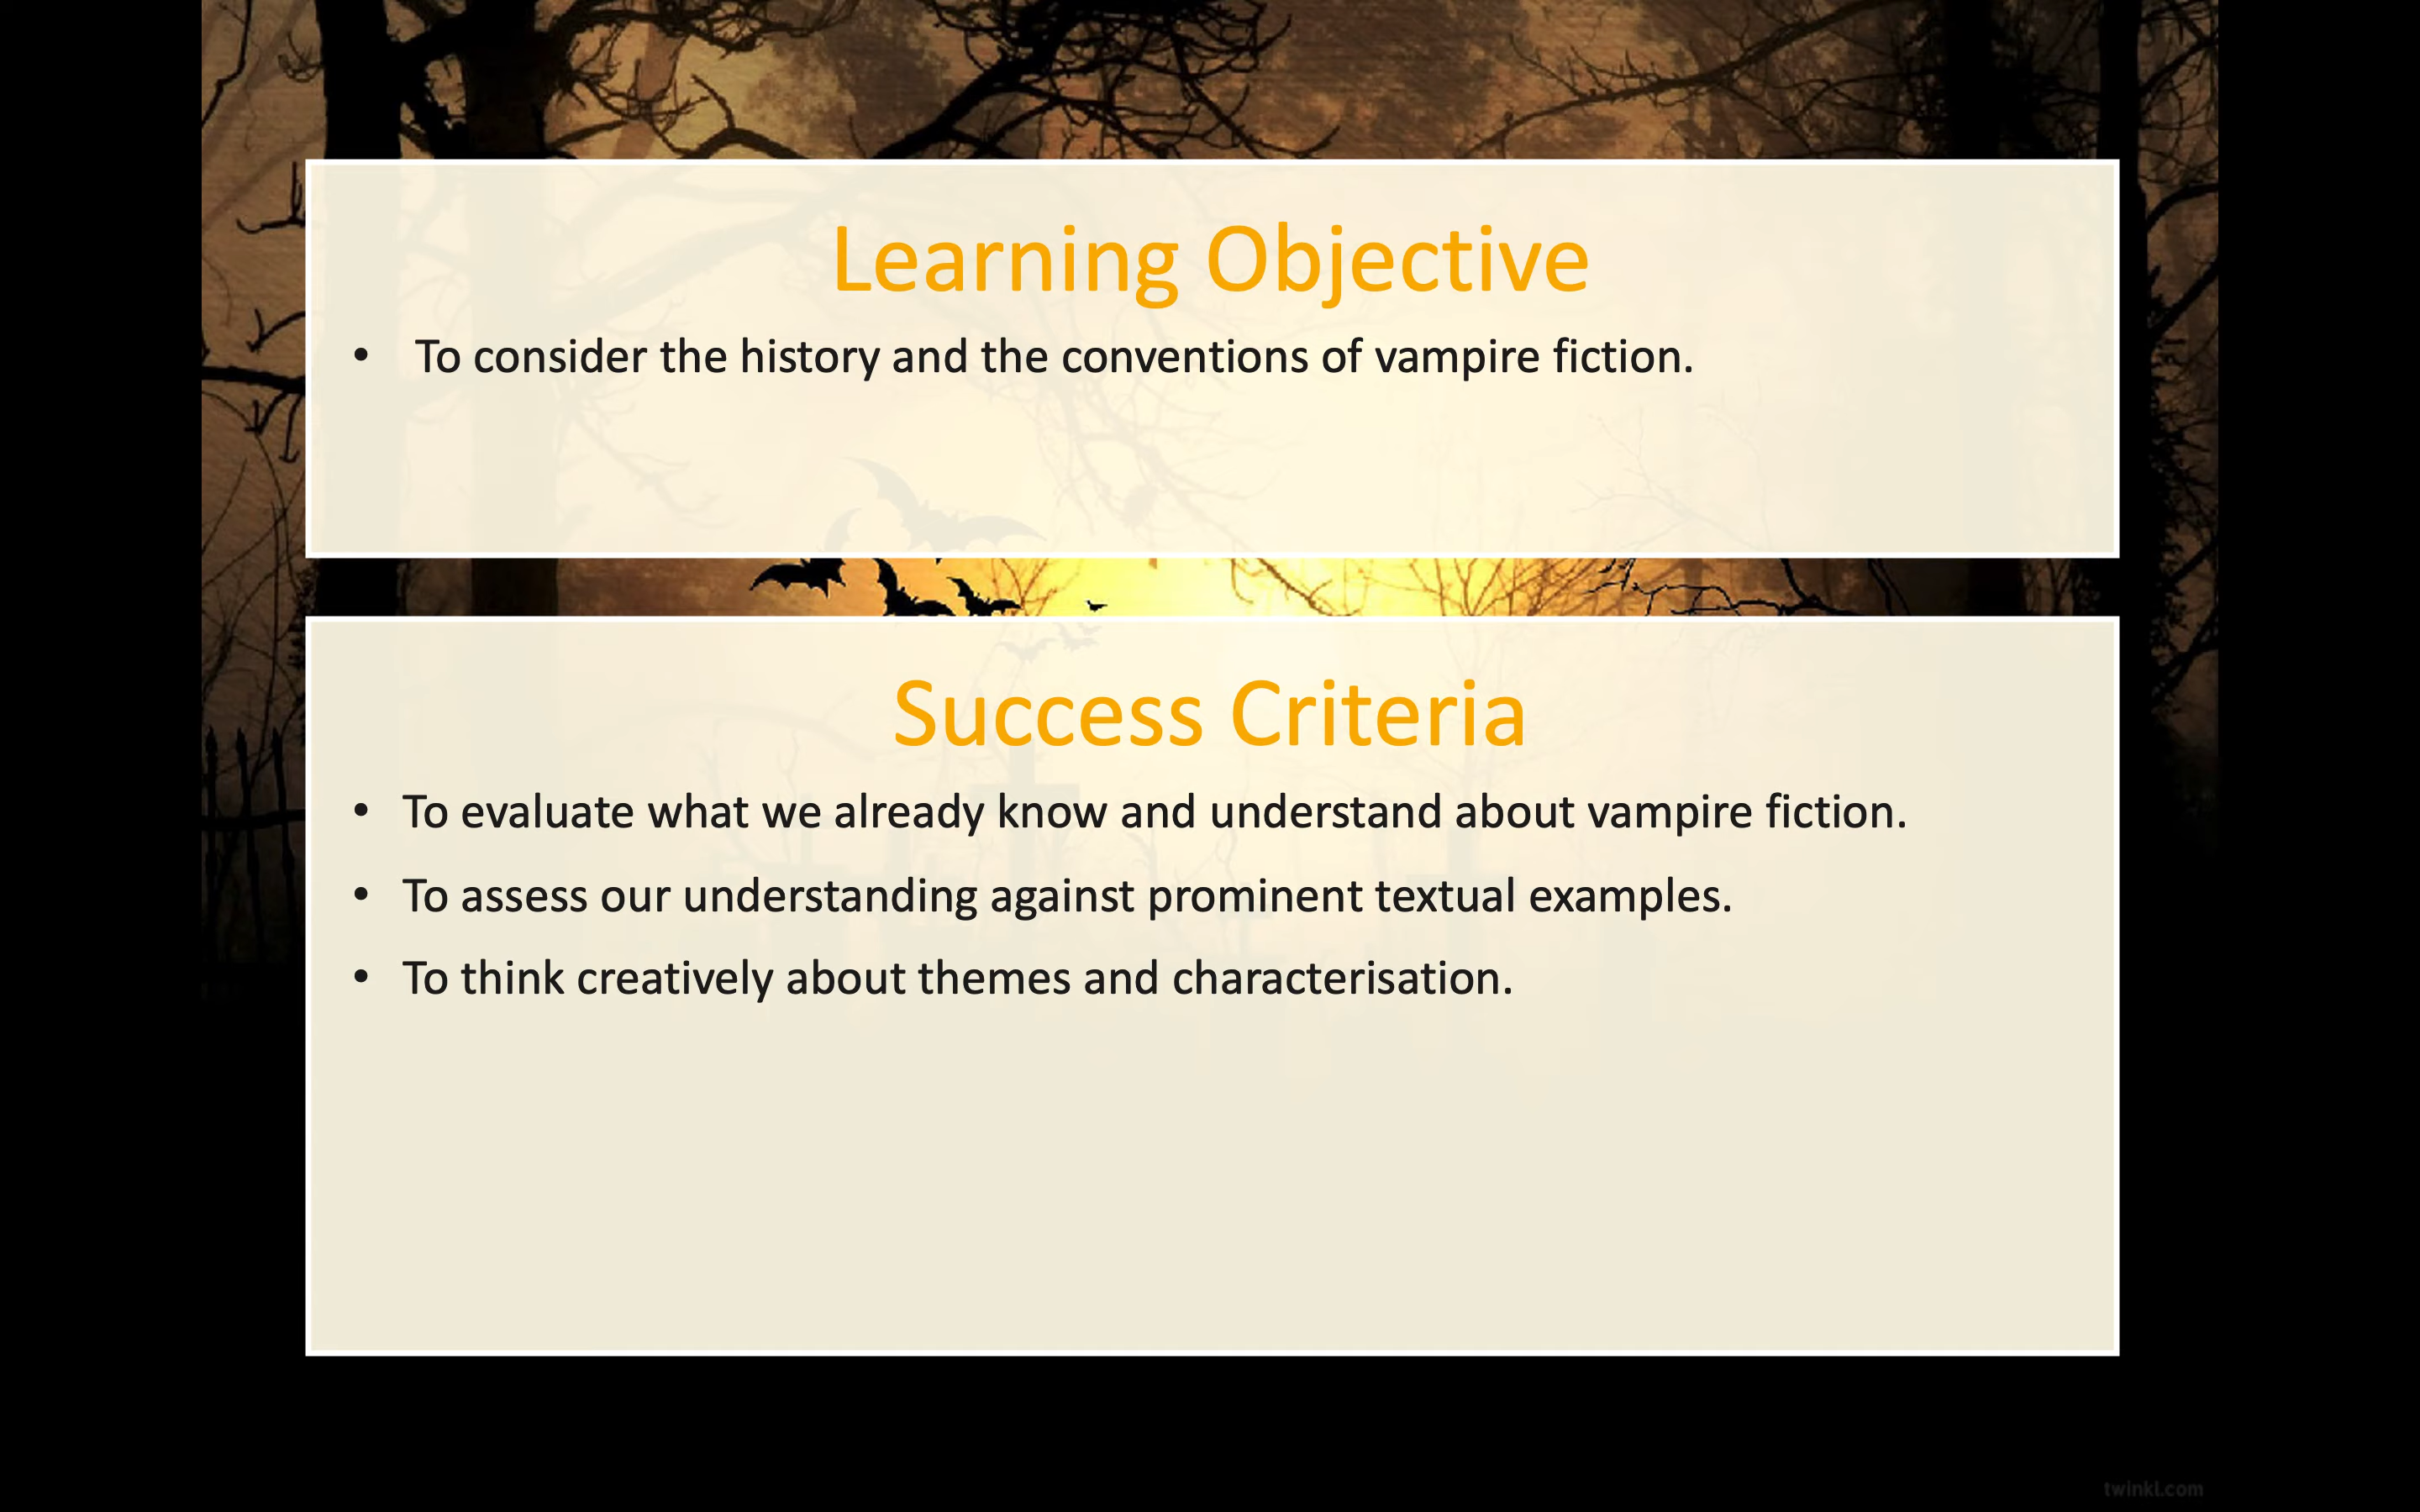 Learning Objective
• To consider the history and the conventions of vampire fiction.
Success Criteria
• To evaluate what we already know and understand about vampire fiction.
• To assess our understanding against prominent textual examples.
• To think creatively about themes and characterisation.
twinkl.com